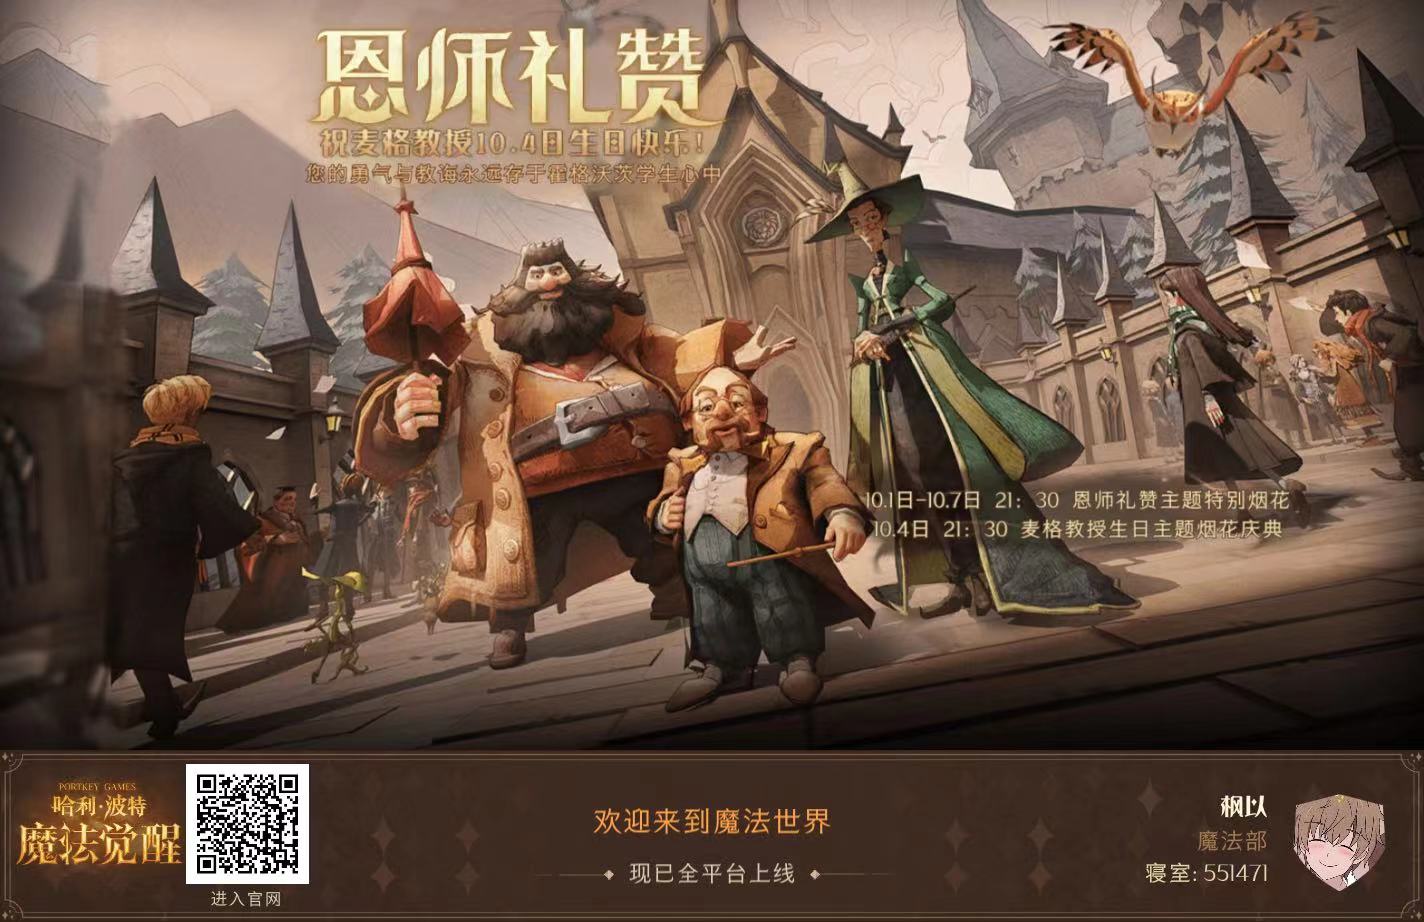 恩师礼赞
祝麦格教授10.4日生日快乐!
您的勇气与教诲永远存于霍格沃茨学生心中
10.1日-10.7日 21：30 恩师礼赞主题特别烟花
10.4日 21：30 麦格教授生日主题烟花庆典
PORTKEY GAMES
哈利·波特
魔法觉醒
进入官网
欢迎来到魔法世界
现已全平台上线
枫以
魔法部
寝室: 551471